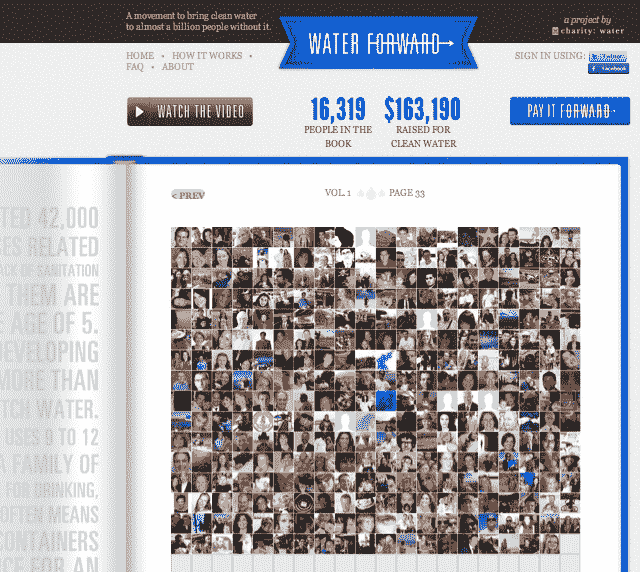 A movement to bring clean water
to almost a billion people without it.
WATER FORWARD
a project by
charity: water
HOME • HOW IT WORKS •
FAQ • ABOUT
SIGN IN USING:
Facebook
WATCH THE VIDEO
16,319
PEOPLE IN THE
BOOK
$163,190
RAISED FOR
CLEAN WATER
PAY IT FORWARD
< PREV
VOL 1 PAGE 33
TED 42,000
ES RELATED
ACK OF SANITATION
THEM ARE
E AGE OF 5.
DEVELOPING
MORE THAN
TCH WATER.
USES 9 TO 12
A FAMILY OF
FOR DRINKING,
OFTEN MEANS
CONTAINERS
NCE FOR AN